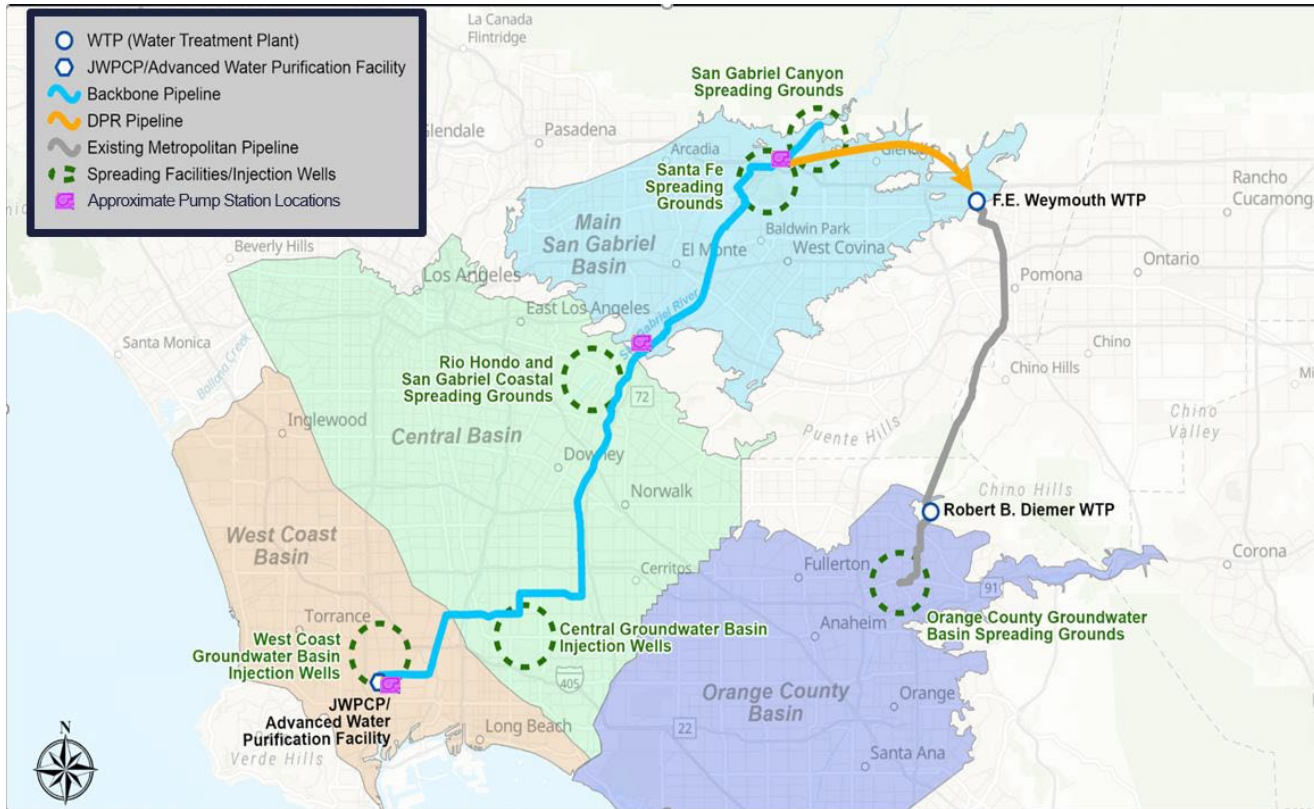 WTP (Water Treatment Plant)
JWPCP/Advanced Water Purification Facility
Backbone Pipeline
DPR Pipeline
Existing Metropolitan Pipeline
Spreading Facilities/Injection Wells
Approximate Pump Station Locations
La Canada
Flintridge
Glendale
Pasadena
San Gabriel Canyon
Spreading Grounds
Arcadia
Santa Fe
Spreading
Grounds
F.E. Weymouth WTP
Rancho
Cucamonga
Beverly Hills
Main
San Gabriel
Basin
Baldwin Park
El Monte
West Covina
Los Angeles
Pomona
Ontario
East Los Angeles
San Gabriel River
Santa Monica
Ballona Creek
Rio Hondo and
San Gabriel Coastal
Spreading Grounds
72
Chino
Chino Hills
Inglewood
Central Basin
Puente Hills
Chino
Valley
Downey
Norwalk
Chino Hills
Robert B. Diemer WTP
West Coast
Basin
Cerritos
Fullerton
91
Corona
Torrance
West Coast
Groundwater Basin
Injection Wells
Central Groundwater Basin
Injection Wells
Anaheim
Orange County Groundwater
Basin Spreading Grounds
405
JWPCP/
Advanced Water
Purification Facility
Long Beach
Orange County
Basin
Orange
22
Verde Hills
Santa Ana
N